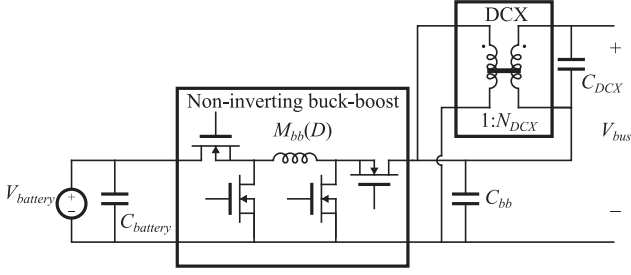 DCX
+
C_DCX
1:N_DCX
V_bus
Non-inverting buck-boost
M_bb(D)
V_battery
+
−
C_battery
C_bb
−